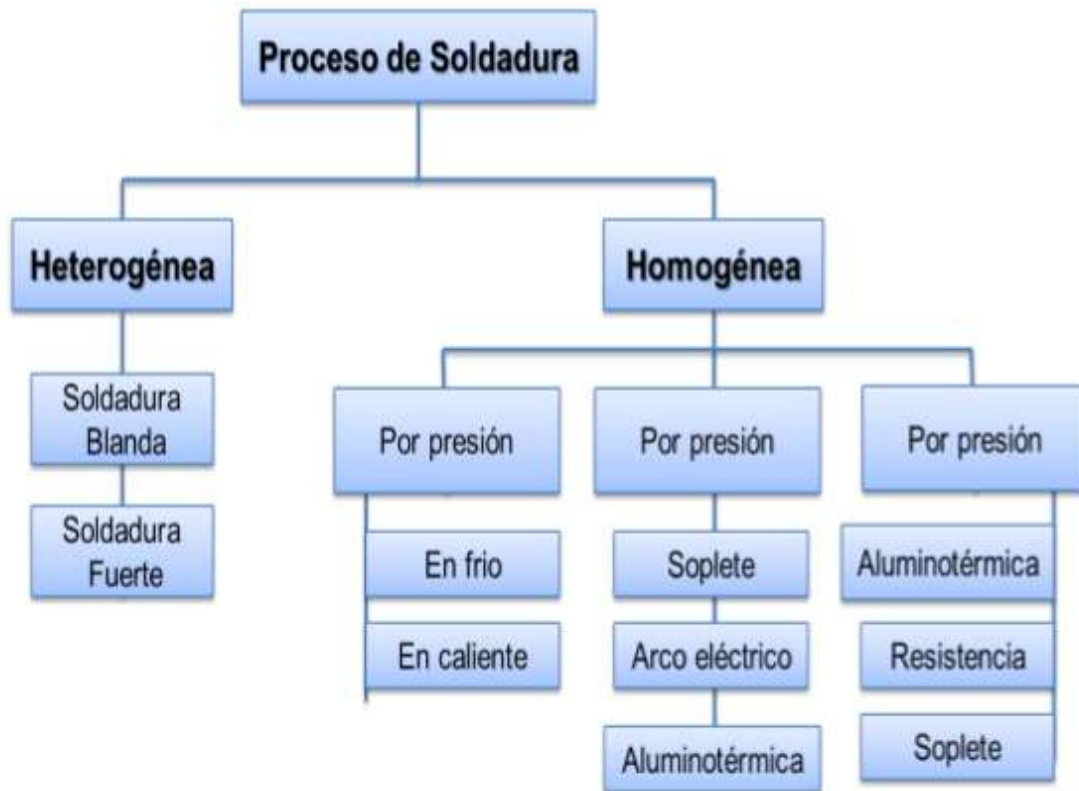 Proceso de Soldadura
Heterogénea
Homogénea
Soldadura
Blanda
Soldadura
Fuerte
Por presión
Por presión
Por presión
En frio
En caliente
Soplete
Arco eléctrico
Aluminotérmica
Aluminotérmica
Resistencia
Soplete